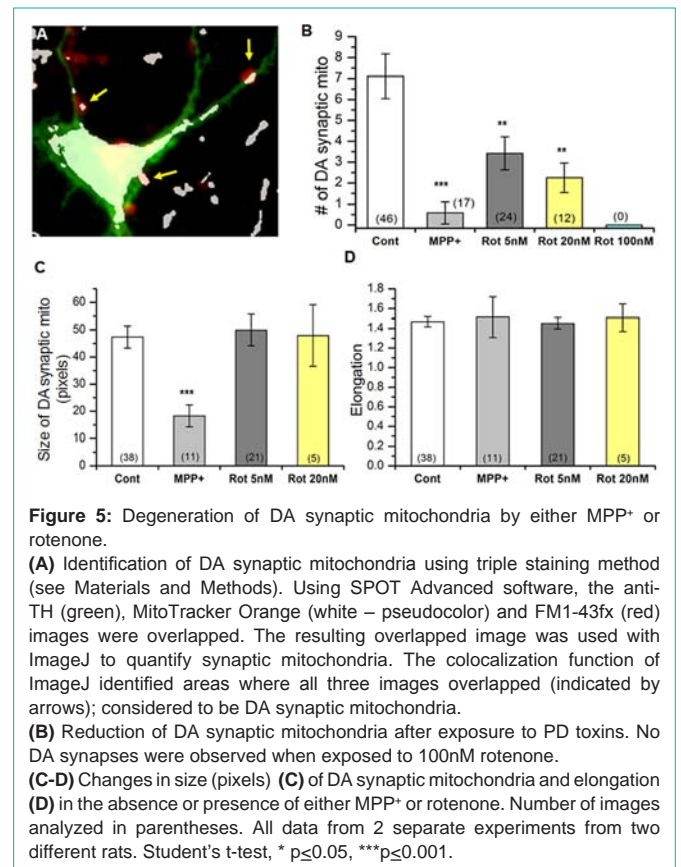 A
B
# of DA synaptic mito
9
8
7
6
5
4
3
2
1
0
***
**
**
(46)
(17)
(24)
(12)
(0)
Cont
MPP+
Rot 5nM
Rot 20nM
Rot 100nM
C
Size of DA synaptic mito
(pixels)
60
50
40
30
20
10
0
***
(38)
(11)
(21)
(5)
Cont
MPP+
Rot 5nM
Rot 20nM
D
Elongation
1.8
1.6
1.4
1.2
1.0
0.8
0.6
0.4
0.2
0.0
(38)
(11)
(21)
(5)
Cont
MPP+
Rot 5nM
Rot 20nM
Figure 5: Degeneration of DA synaptic mitochondria by either MPP⁺ or
rotenone.
(A) Identification of DA synaptic mitochondria using triple staining method
(see Materials and Methods). Using SPOT Advanced software, the anti-
TH (green), MitoTracker Orange (white – pseudocolor) and FM1-43fx (red)
images were overlapped. The resulting overlapped image was used with
ImageJ to quantify synaptic mitochondria. The colocalization function of
ImageJ identified areas where all three images overlapped (indicated by
arrows); considered to be DA synaptic mitochondria.
(B) Reduction of DA synaptic mitochondria after exposure to PD toxins. No
DA synapses were observed when exposed to 100nM rotenone.
(C-D) Changes in size (pixels) (C) of DA synaptic mitochondria and elongation
(D) in the absence or presence of either MPP⁺ or rotenone. Number of images
analyzed in parentheses. All data from 2 separate experiments from two
different rats. Student's t-test, * p≤0.05, ***p≤0.001.